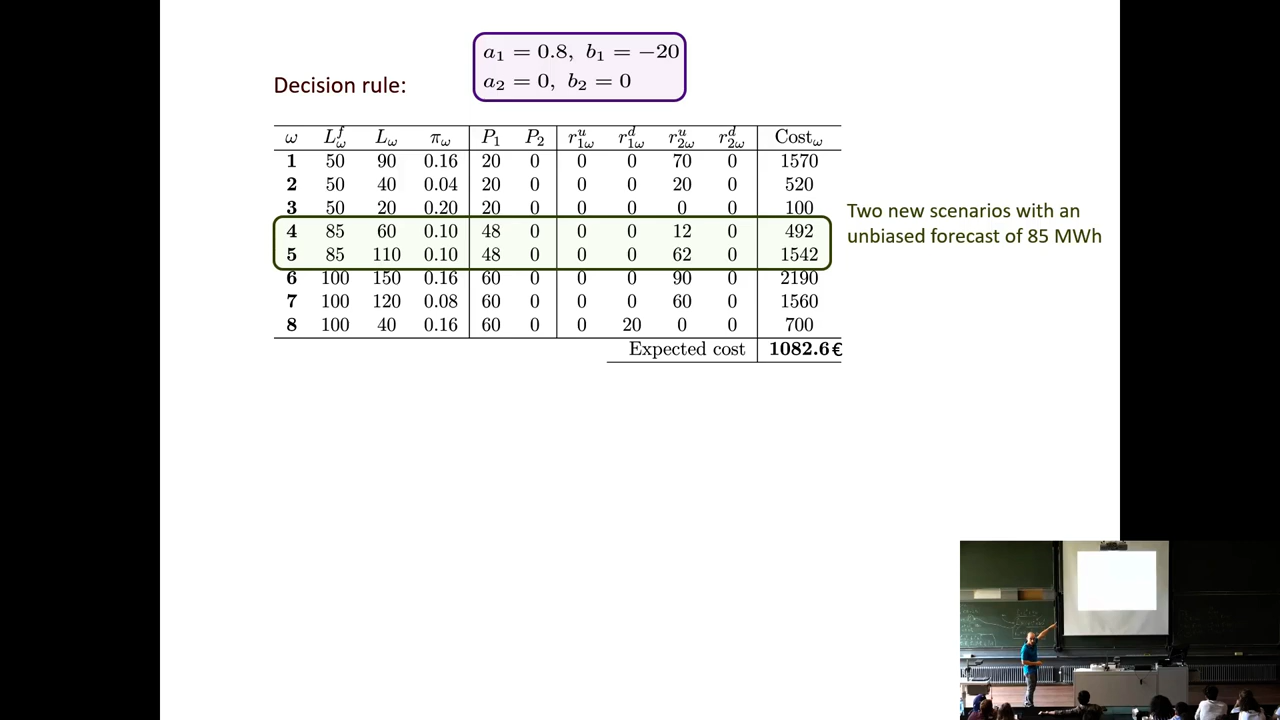 a₁ = 0.8, b₁ = −20
a₂ = 0, b₂ = 0
Decision rule:
ω L^f_ω L_ω π_ω P₁ P₂ r^u_1ω r^d_1ω r^u_2ω r^d_2ω Cost_ω
1 50 90 0.16 20 0 0 0 70 0 1570
2 50 40 0.04 20 0 0 0 20 0 520
3 50 20 0.20 20 0 0 0 0 0 100
4 85 60 0.10 48 0 0 0 12 0 492
5 85 110 0.10 48 0 0 0 62 0 1542
6 100 150 0.16 60 0 0 0 90 0 2190
7 100 120 0.08 60 0 0 0 60 0 1560
8 100 40 0.16 60 0 0 20 0 0 700
Expected cost 1082.6€
Two new scenarios with an
unbiased forecast of 85 MWh